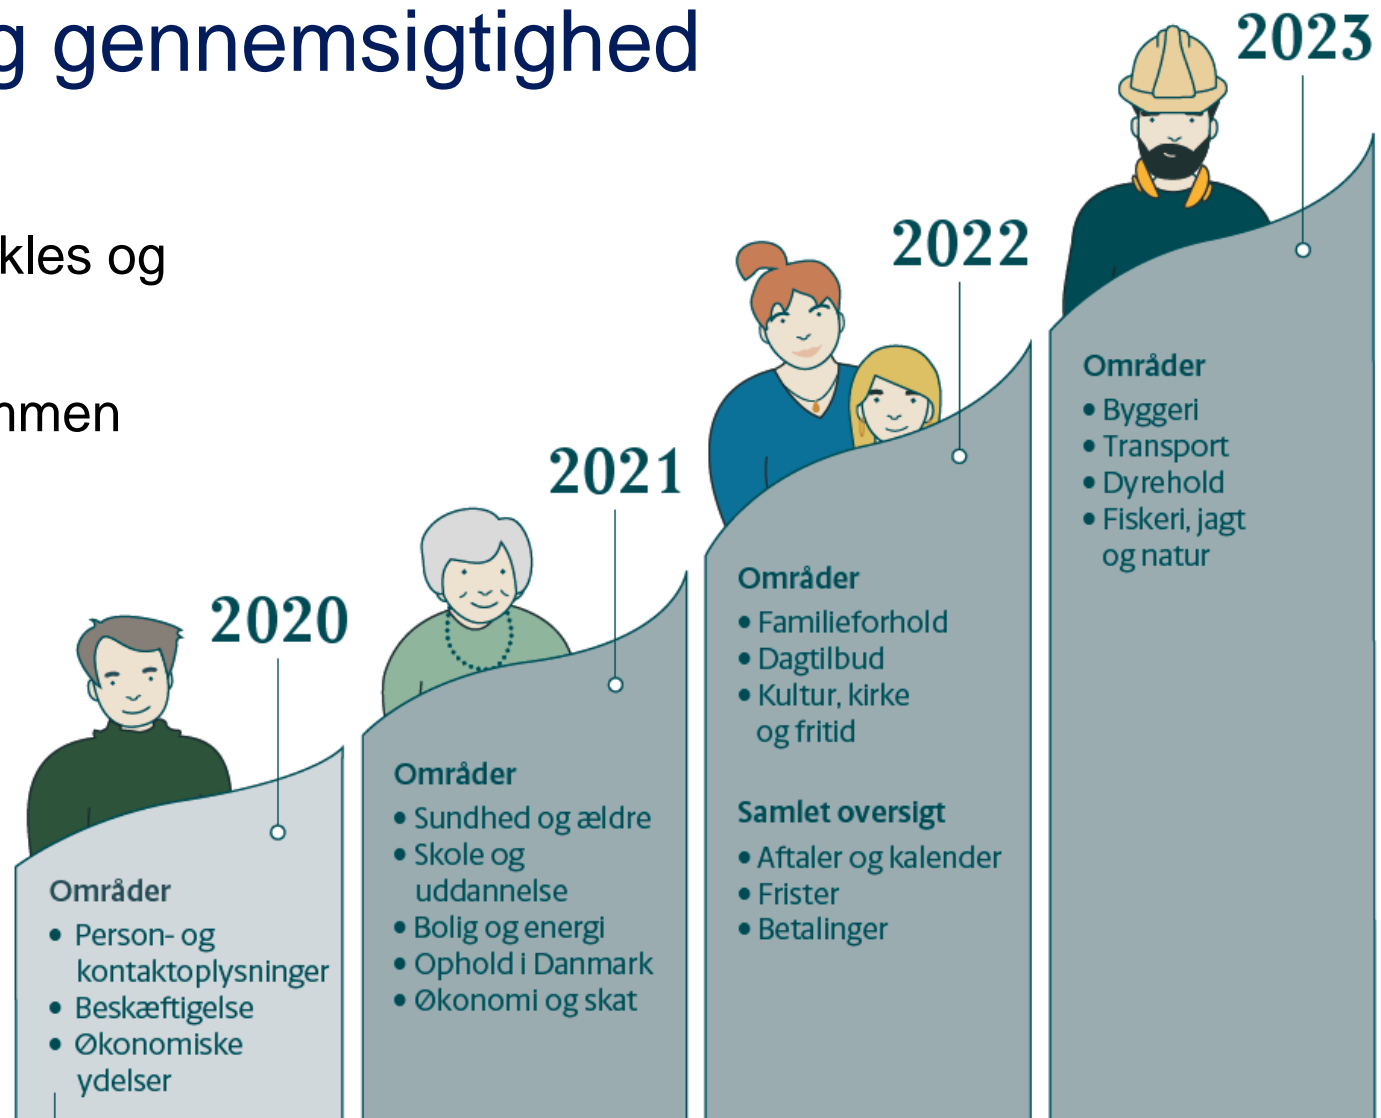 g gennemsigtighed
kles og
mmen
2020
Områder
• Person- og
kontaktoplysninger
• Beskæftigelse
• Økonomiske
ydelser
2021
Områder
• Sundhed og ældre
• Skole og
uddannelse
• Bolig og energi
• Ophold i Danmark
• Økonomi og skat
2022
Områder
• Familieforhold
• Dagtilbud
• Kultur, kirke
og fritid
Samlet oversigt
• Aftaler og kalender
• Frister
• Betalinger
2023
Områder
• Byggeri
• Transport
• Dyrehold
• Fiskeri, jagt
og natur